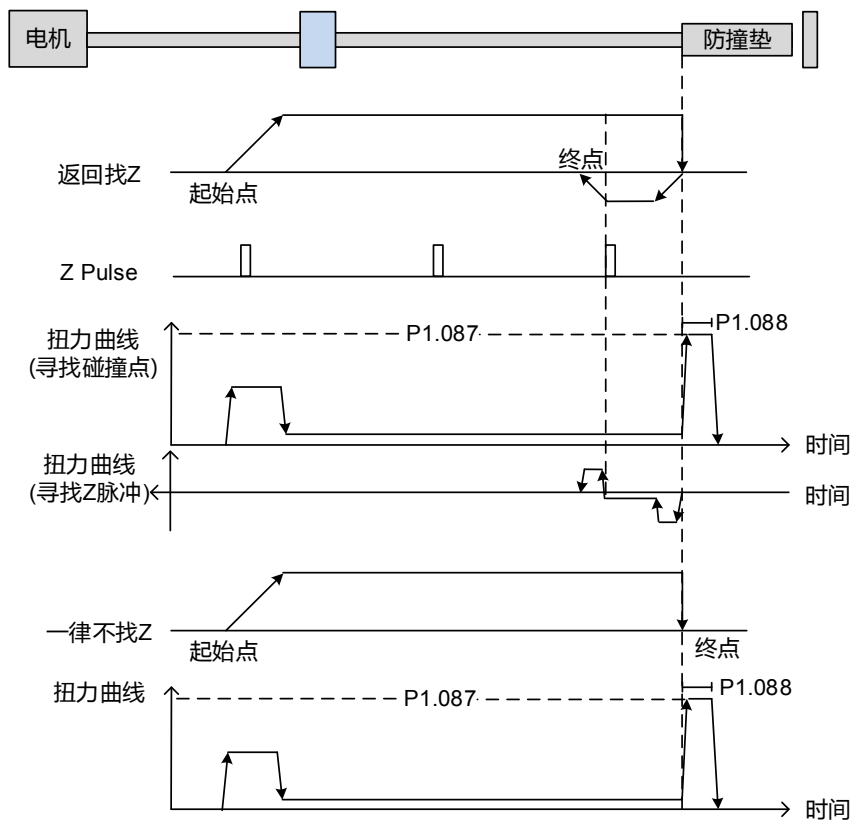 电机
防撞垫
终点
返回找Z
起始点
Z Pulse
P1.088
扭力曲线
(寻找碰撞点)
P1.087
时间
扭力曲线
(寻找Z脉冲)
时间
一律不找Z
起始点
终点
扭力曲线
P1.087
P1.088
时间